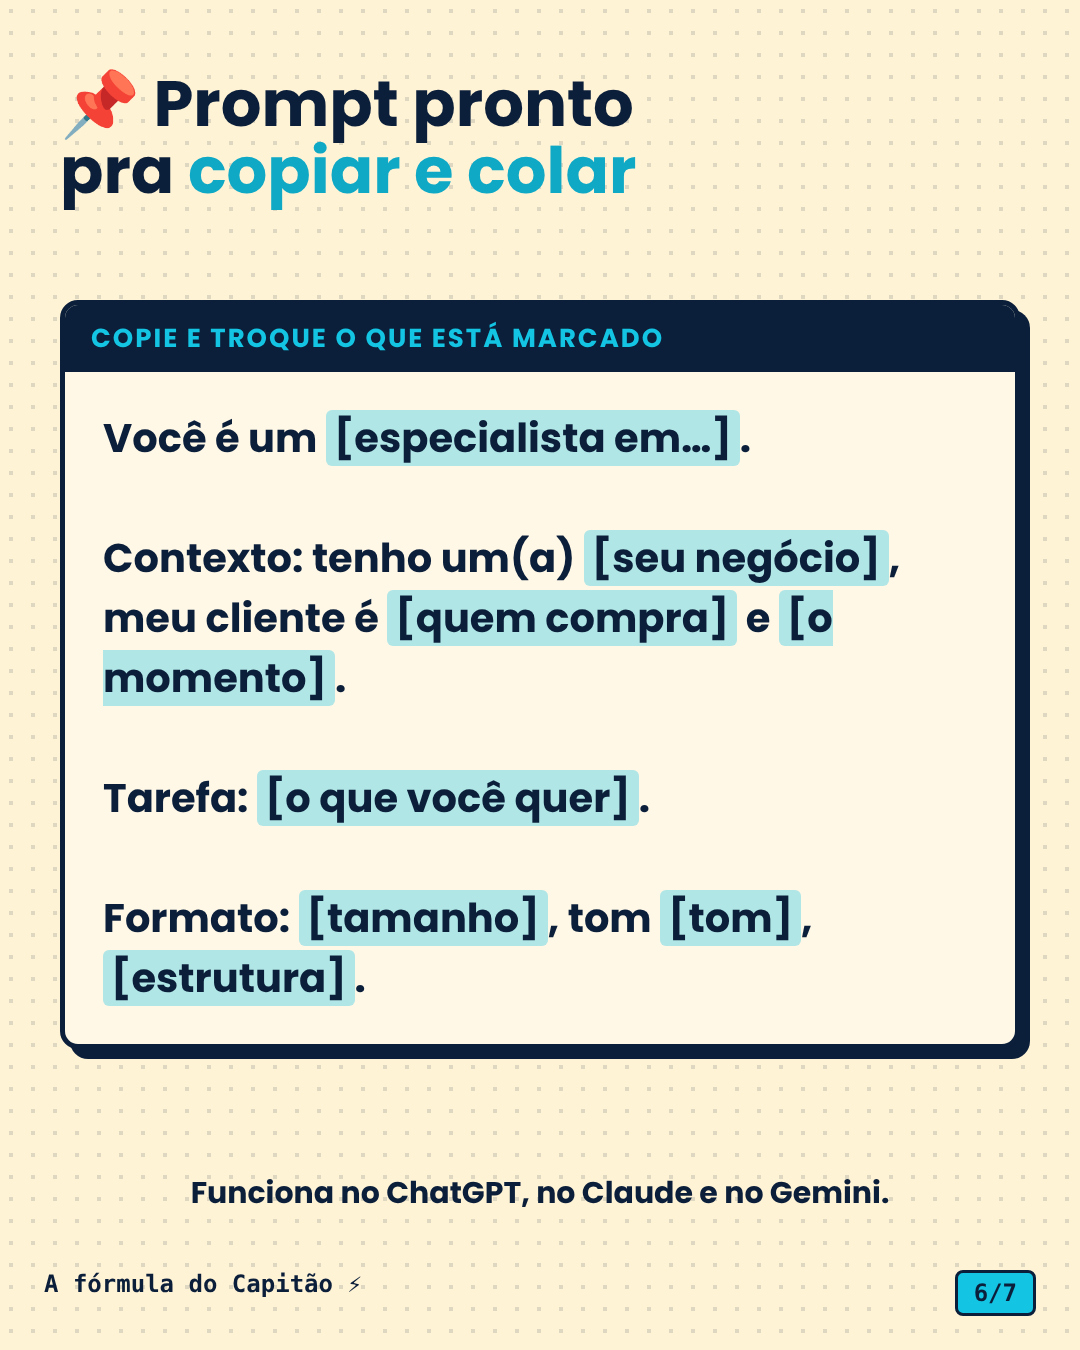 📌 Prompt pronto
pra copiar e colar
COPIE E TROQUE O QUE ESTÁ MARCADO
Você é um [especialista em…].
Contexto: tenho um(a) [seu negócio],
meu cliente é [quem compra] e [o
momento].
Tarefa: [o que você quer].
Formato: [tamanho], tom [tom],
[estrutura].
Funciona no ChatGPT, no Claude e no Gemini.
A fórmula do Capitão ⚡
6/7